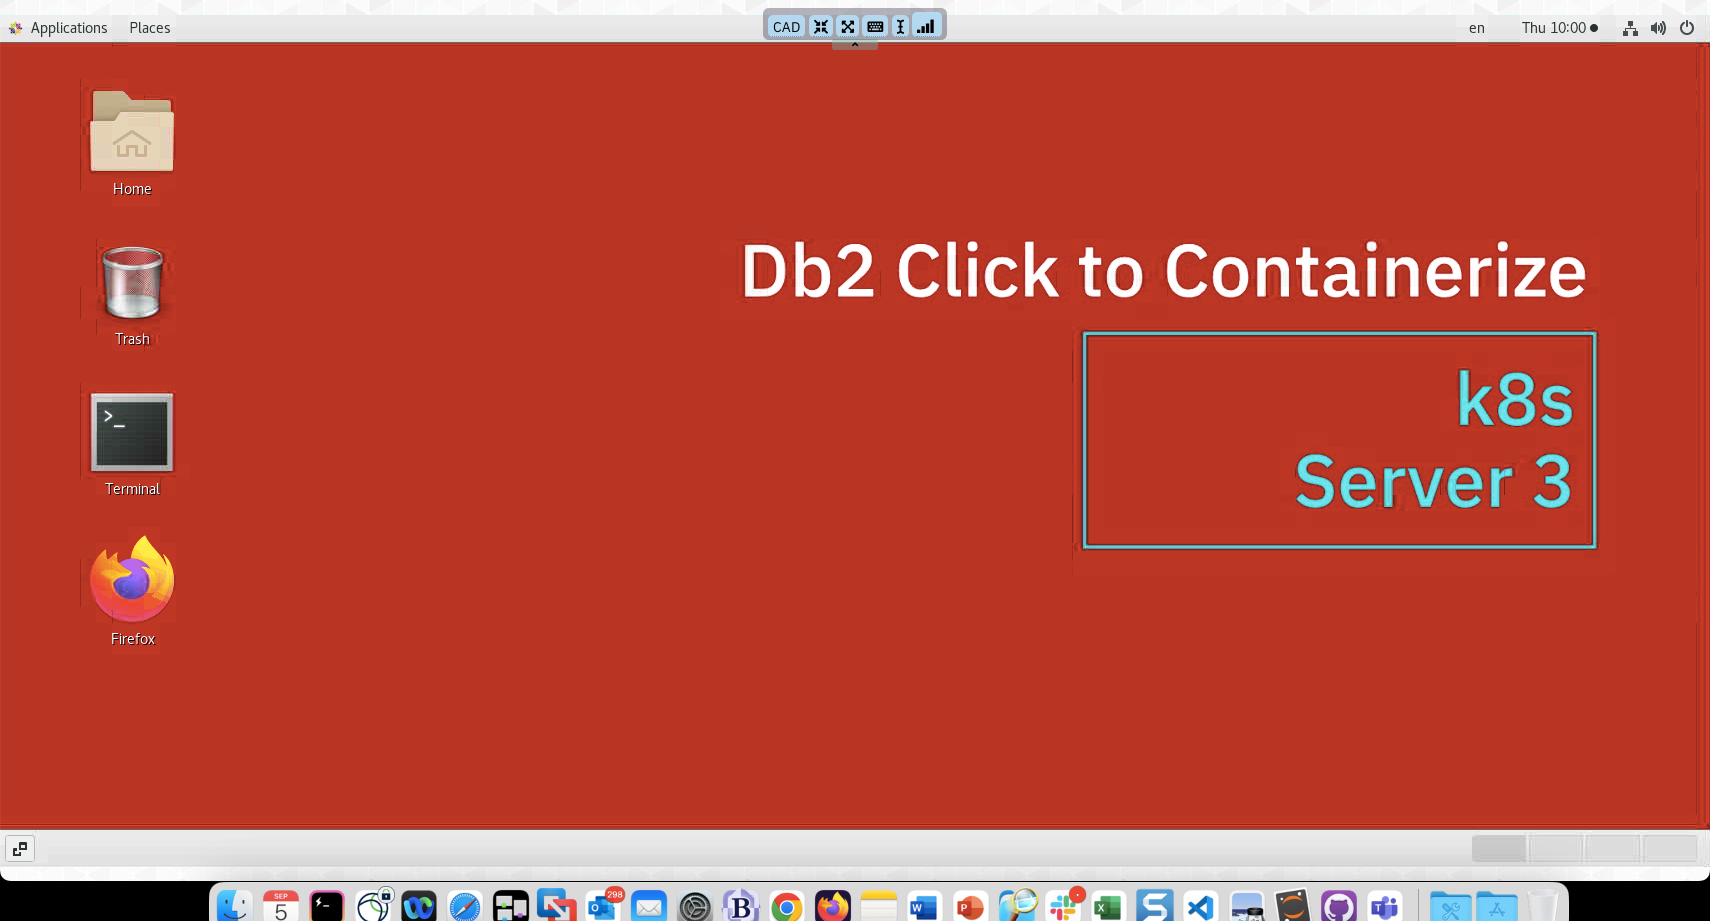 Applications Places CAD en Thu 10:00
Home
Trash
Terminal
Firefox
Db2 Click to Containerize
k8s
Server 3
SEP
5
298